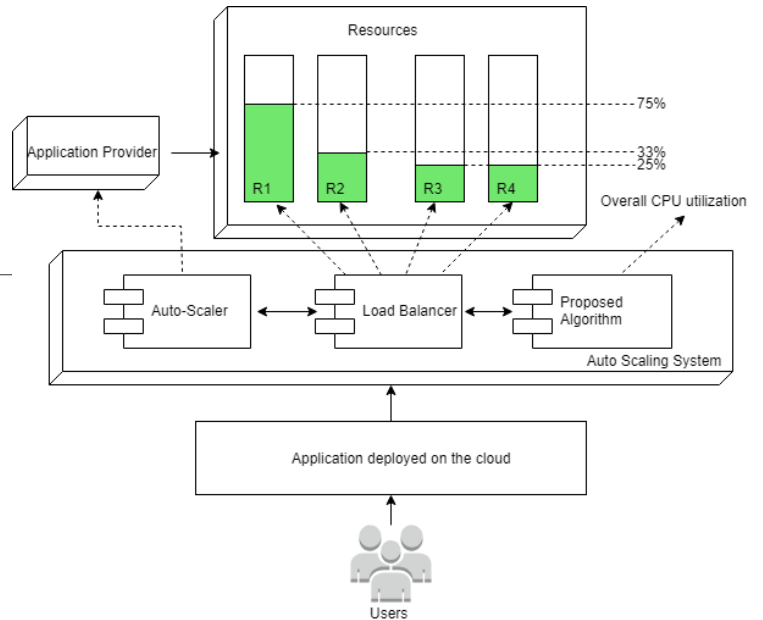 Resources
75%
Application Provider
33%
25%
R1
R2
R3
R4
Overall CPU utilization
Auto-Scaler
Load Balancer
Proposed
Algorithm
Auto Scaling System
Application deployed on the cloud
Users